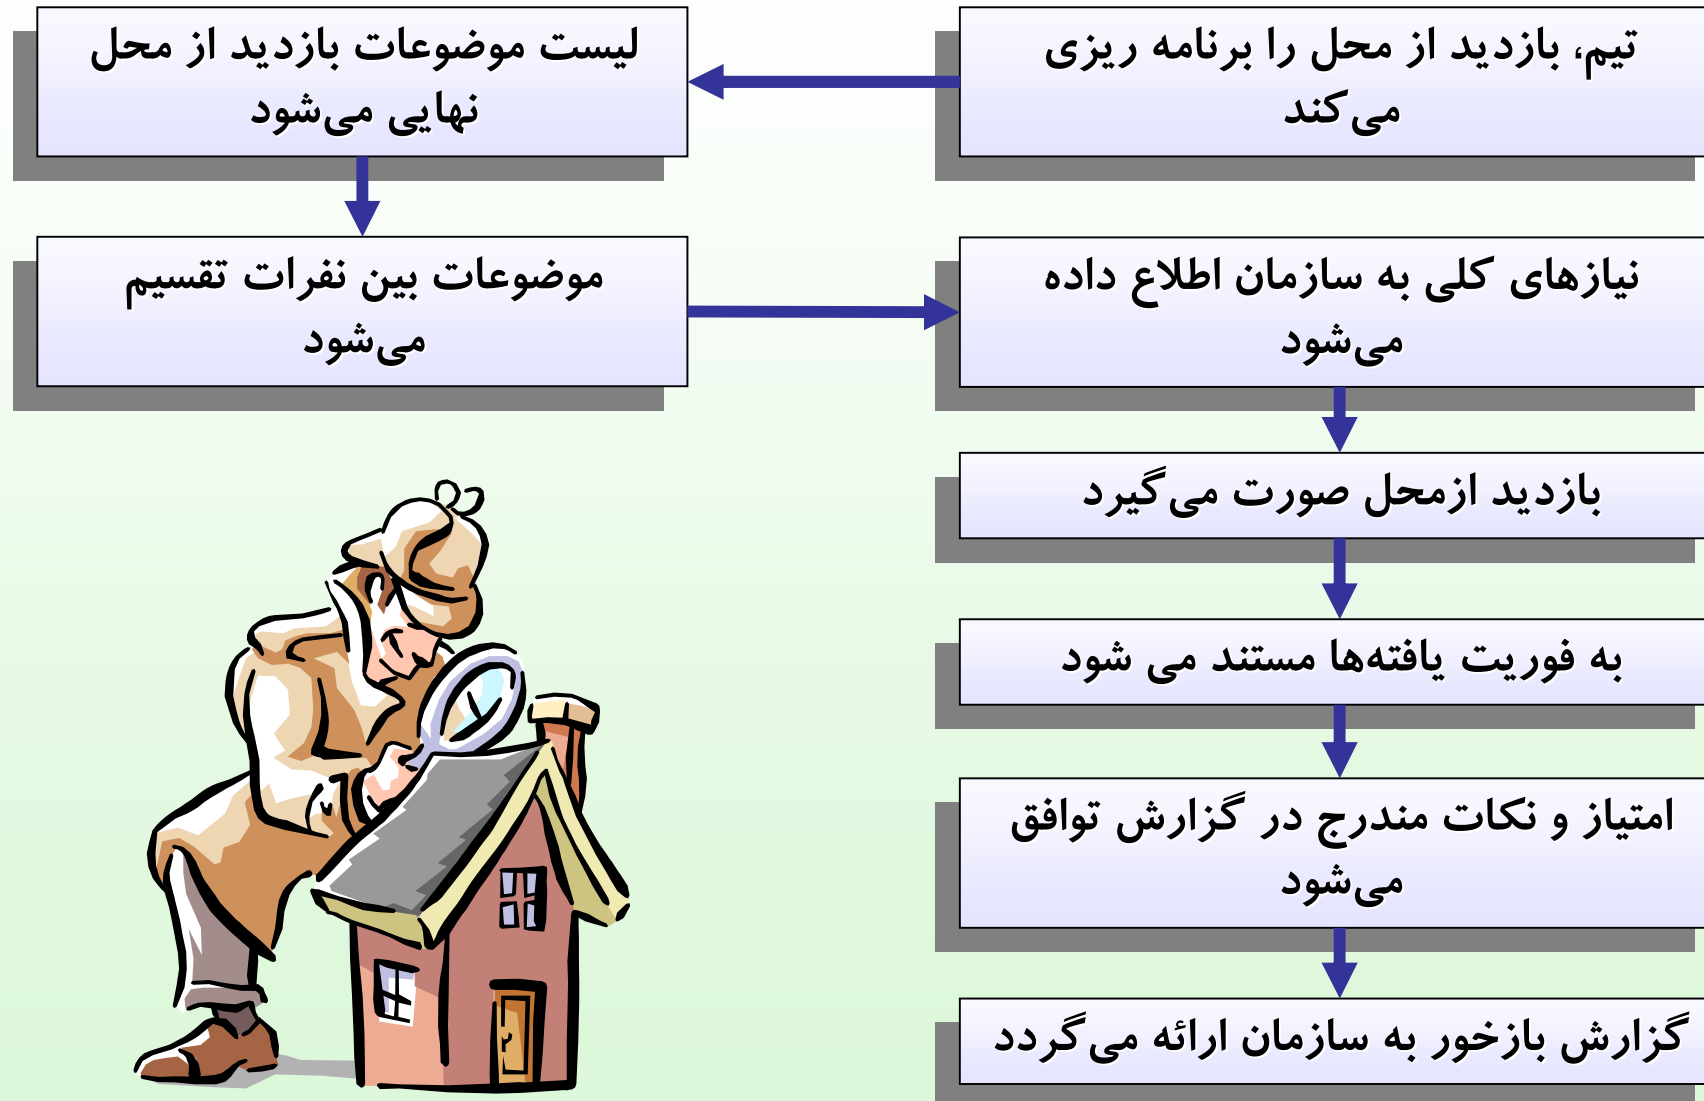 تیم، بازدید از محل را برنامه ریزی
می‌کند
لیست موضوعات بازدید از محل
نهایی می‌شود
موضوعات بین نفرات تقسیم
می‌شود
نیازهای کلی به سازمان اطلاع داده
می‌شود
بازدید ازمحل صورت می‌گیرد
به فوریت یافته‌ها مستند می شود
امتیاز و نکات مندرج در گزارش توافق
می‌شود
گزارش بازخور به سازمان ارائه می‌گردد